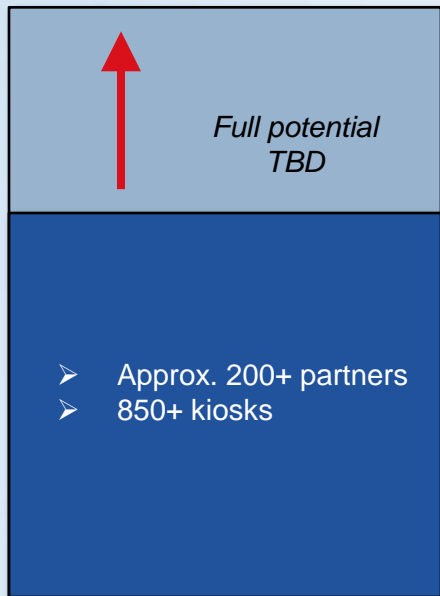 Full potential
TBD
➢ Approx. 200+ partners
➢ 850+ kiosks